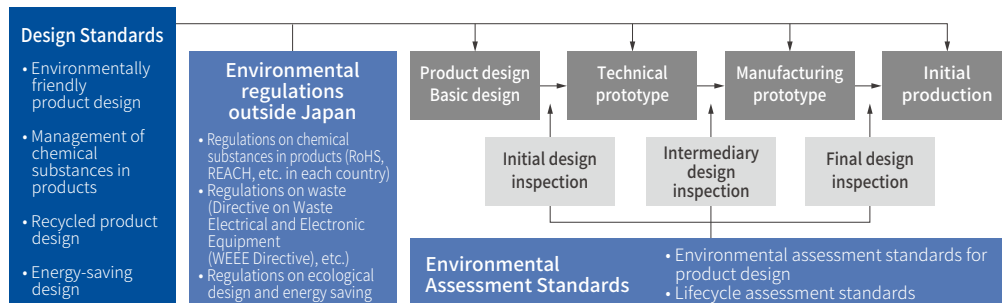 Design Standards
• Environmentally
friendly
product design
• Management of
chemical
substances in
products
• Recycled product
design
• Energy-saving
design
Environmental
regulations
outside Japan
• Regulations on chemical
substances in products (RoHS,
REACH, etc. in each country)
• Regulations on waste
(Directive on Waste
Electrical and Electronic
Equipment
(WEEE Directive), etc.)
• Regulations on ecological
design and energy saving
Product design
Basic design
Technical
prototype
Manufacturing
prototype
Initial
production
Initial design
inspection
Intermediary
design
inspection
Final design
inspection
Environmental
Assessment Standards
• Environmental assessment standards for
product design
• Lifecycle assessment standards